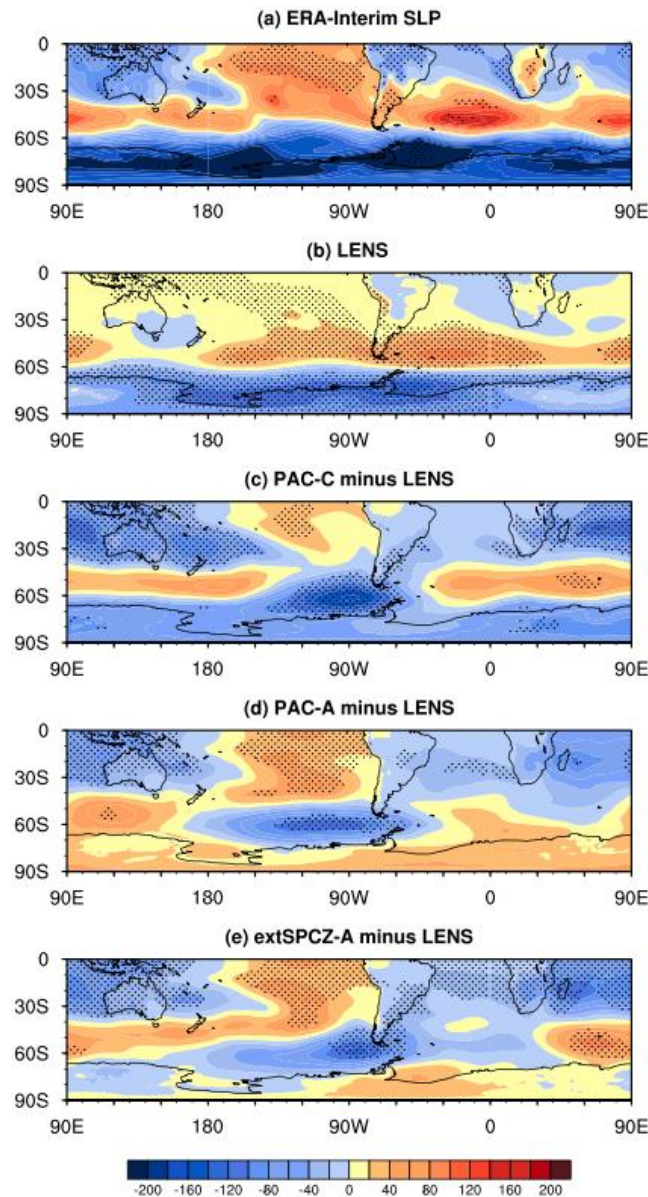 (a) ERA-Interim SLP
0
30S
60S
90S
90E 180 90W 0 90E
(b) LENS
0
30S
60S
90S
90E 180 90W 0 90E
(c) PAC-C minus LENS
0
30S
60S
90S
90E 180 90W 0 90E
(d) PAC-A minus LENS
0
30S
60S
90S
90E 180 90W 0 90E
(e) extSPCZ-A minus LENS
0
30S
60S
90S
90E 180 90W 0 90E
-200 -160 -120 -80 -40 0 40 80 120 160 200